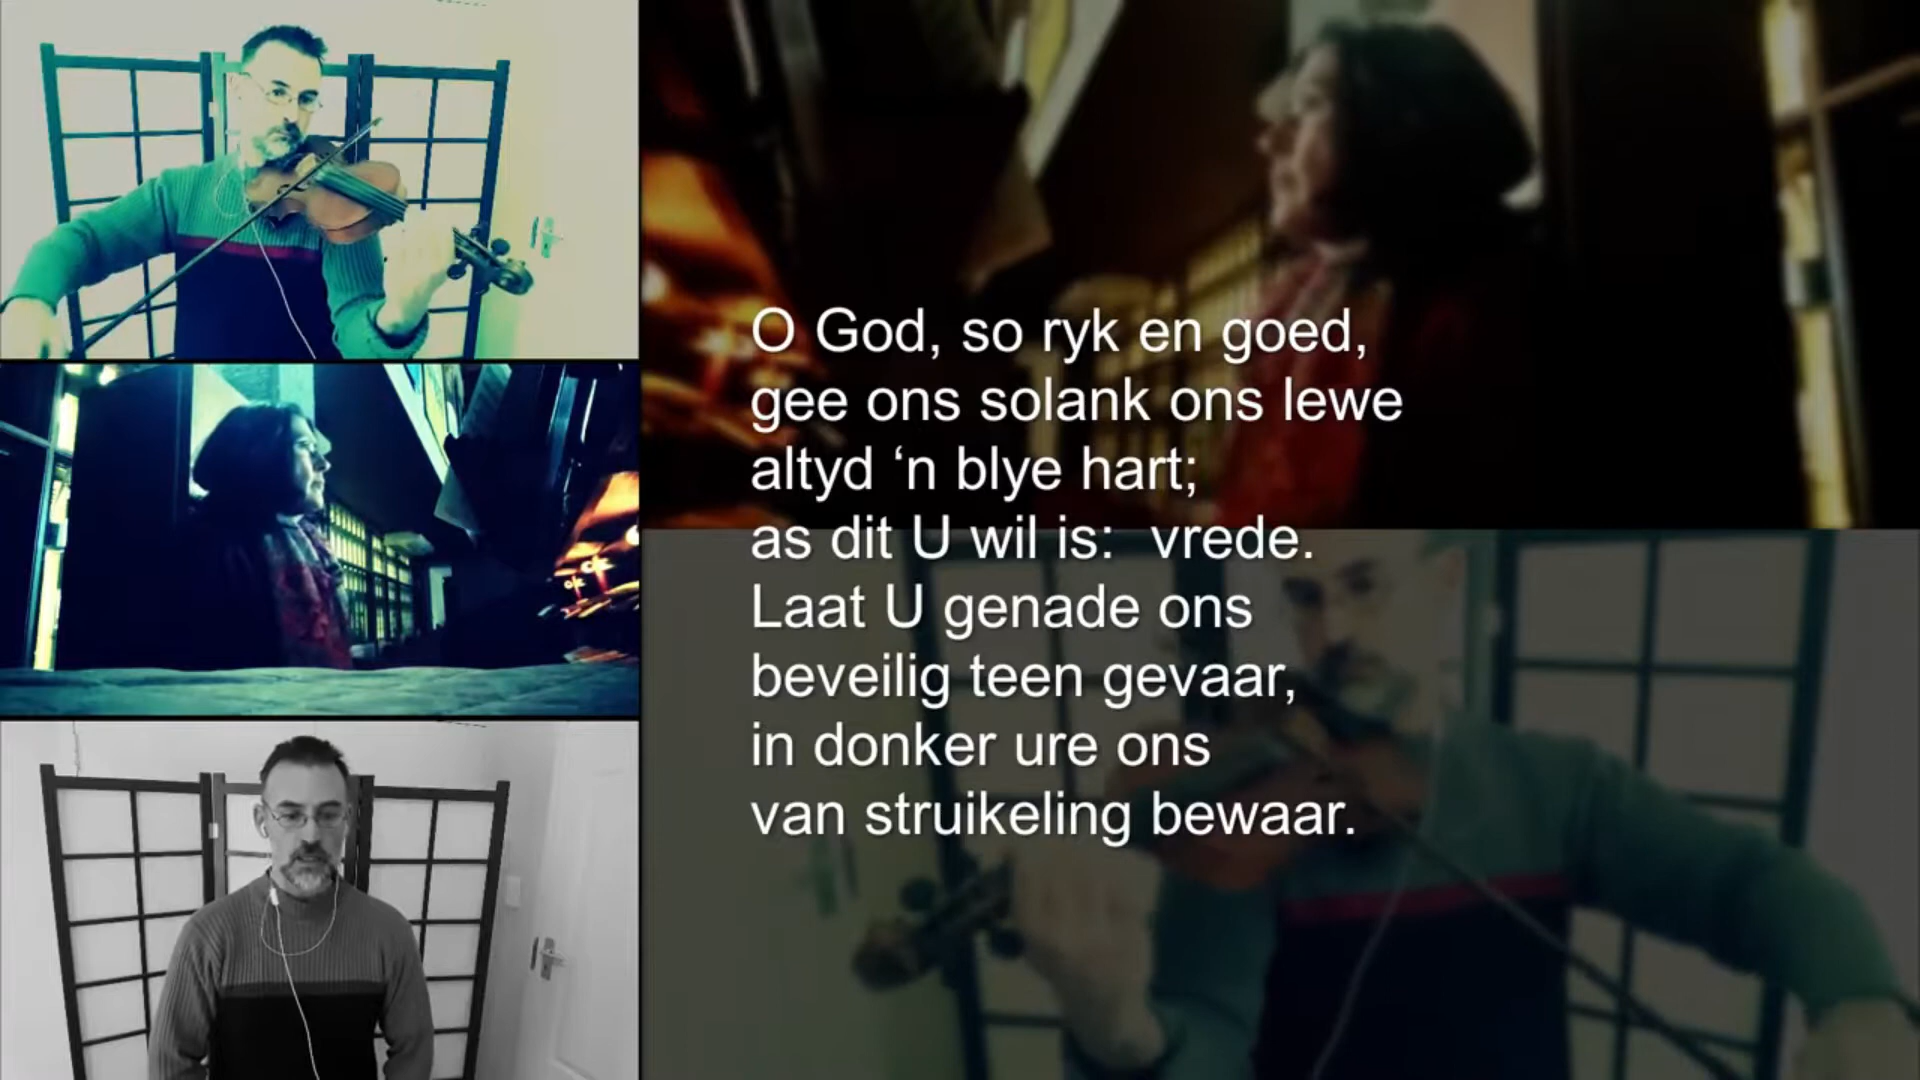 O God, so ryk en goed,
gee ons solank ons lewe
altyd ‘n blye hart;
as dit U wil is:  vrede.
Laat U genade ons
beveilig teen gevaar,
in donker ure ons
van struikeling bewaar.